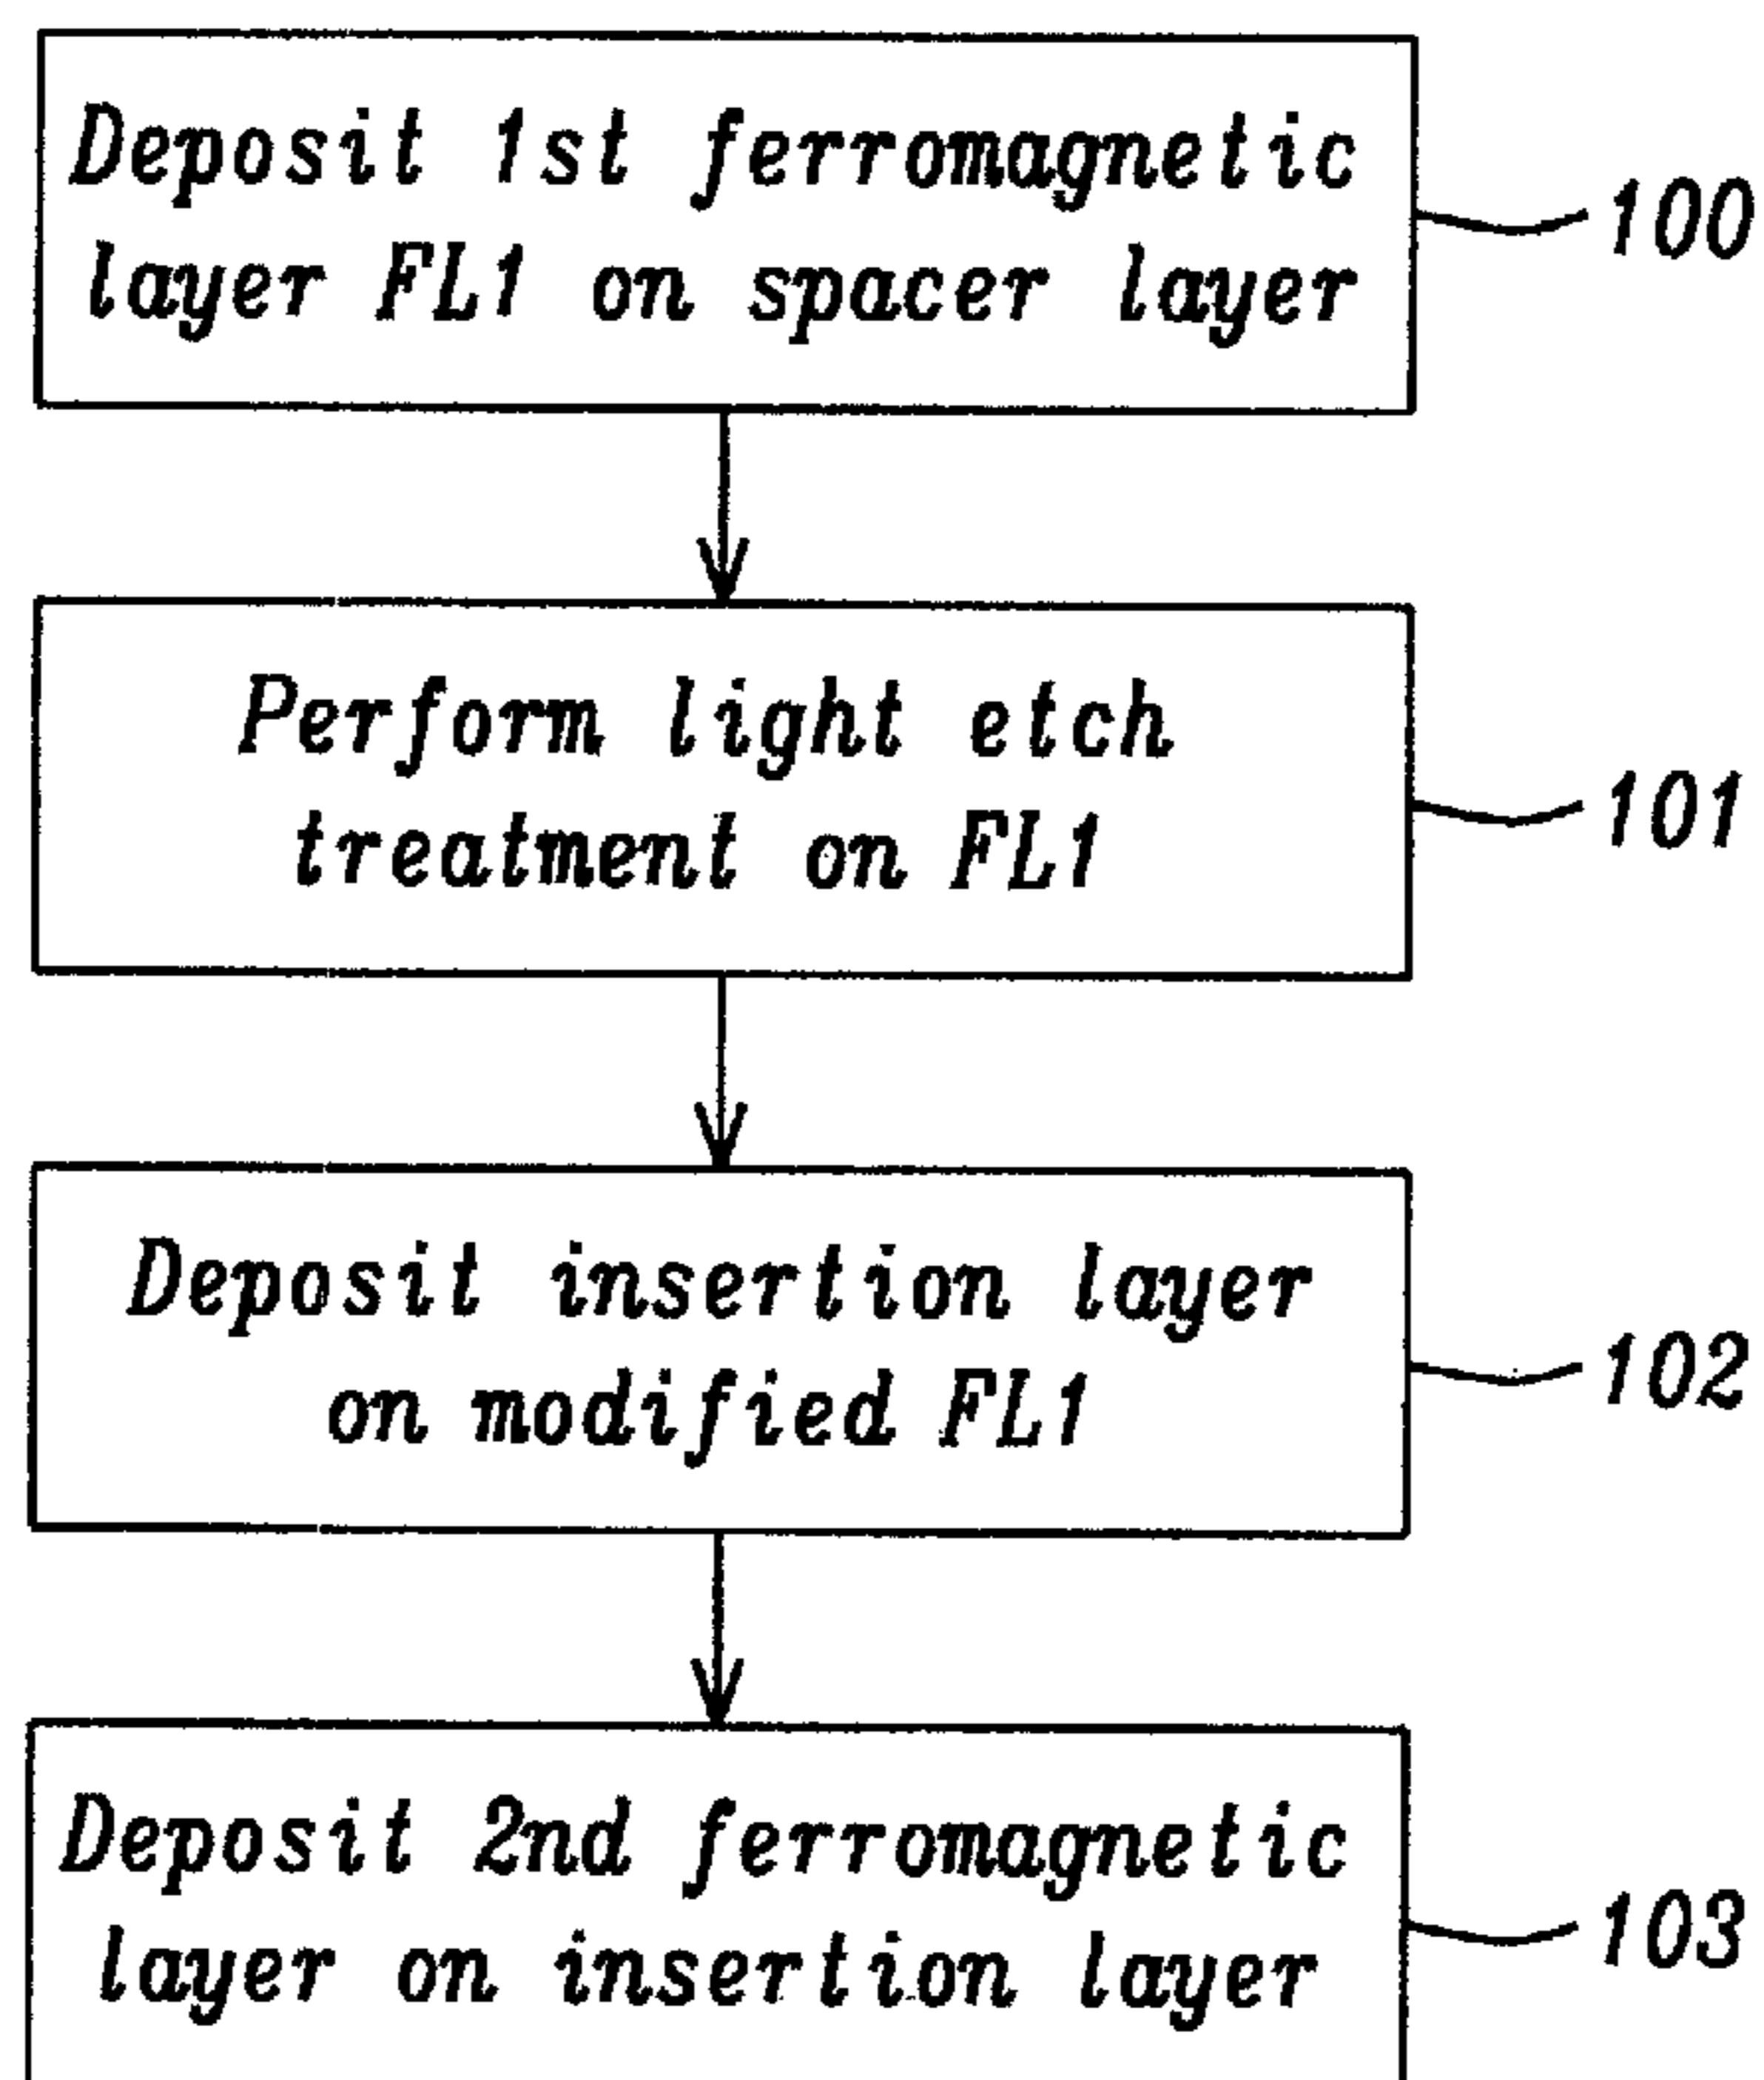 Deposit 1st ferromagnetic
layer FL1 on spacer layer
100
Perform light etch
treatment on FL1
101
Deposit insertion layer
on modified FL1
102
Deposit 2nd ferromagnetic
layer on insertion layer
103